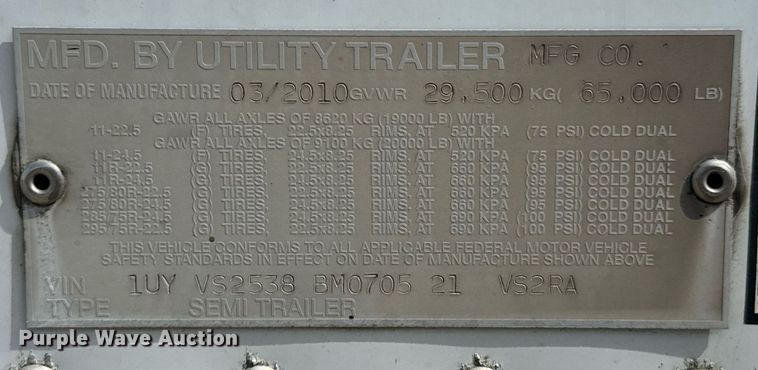 MFD. BY UTILITY TRAILER MFG CO.
DATE OF MANUFACTURE 03/2010 GVWR 29.500 KG( 65.000 LB)
GAWR ALL AXLES OF 8620 KG (19000 LB) WITH
11-22.5 (F) TIRES, 22.5x8.25 RIMS, AT 520 KPA (75 PSI) COLD DUAL
GAWR ALL AXLES OF 9100 KG (20000 LB) WITH
11-24.5 (F) TIRES, 24.5x8.25 RIMS, AT 520 KPA (75 PSI) COLD DUAL
11R-22.5 (G) TIRES, 22.5x8.25 RIMS, AT 660 KPA (95 PSI) COLD DUAL
11R-24.5 (G) TIRES, 24.5x8.25 RIMS, AT 660 KPA (95 PSI) COLD DUAL
275/80R-22.5 (G) TIRES, 22.5x8.25 RIMS, AT 660 KPA (95 PSI) COLD DUAL
275/80R-24.5 (G) TIRES, 24.5x8.25 RIMS, AT 660 KPA (95 PSI) COLD DUAL
285/75R-24.5 (G) TIRES, 24.5x8.25 RIMS, AT 690 KPA (100 PSI) COLD DUAL
295/75R-22.5 (G) TIRES, 22.5x8.25 RIMS, AT 690 KPA (100 PSI) COLD DUAL
THIS VEHICLE CONFORMS TO ALL APPLICABLE FEDERAL MOTOR VEHICLE
SAFETY STANDARDS IN EFFECT ON DATE OF MANUFACTURE SHOWN ABOVE
VIN 1UY VS2538 BM0705 21 VS2RA
TYPE SEMI TRAILER
Purple Wave Auction